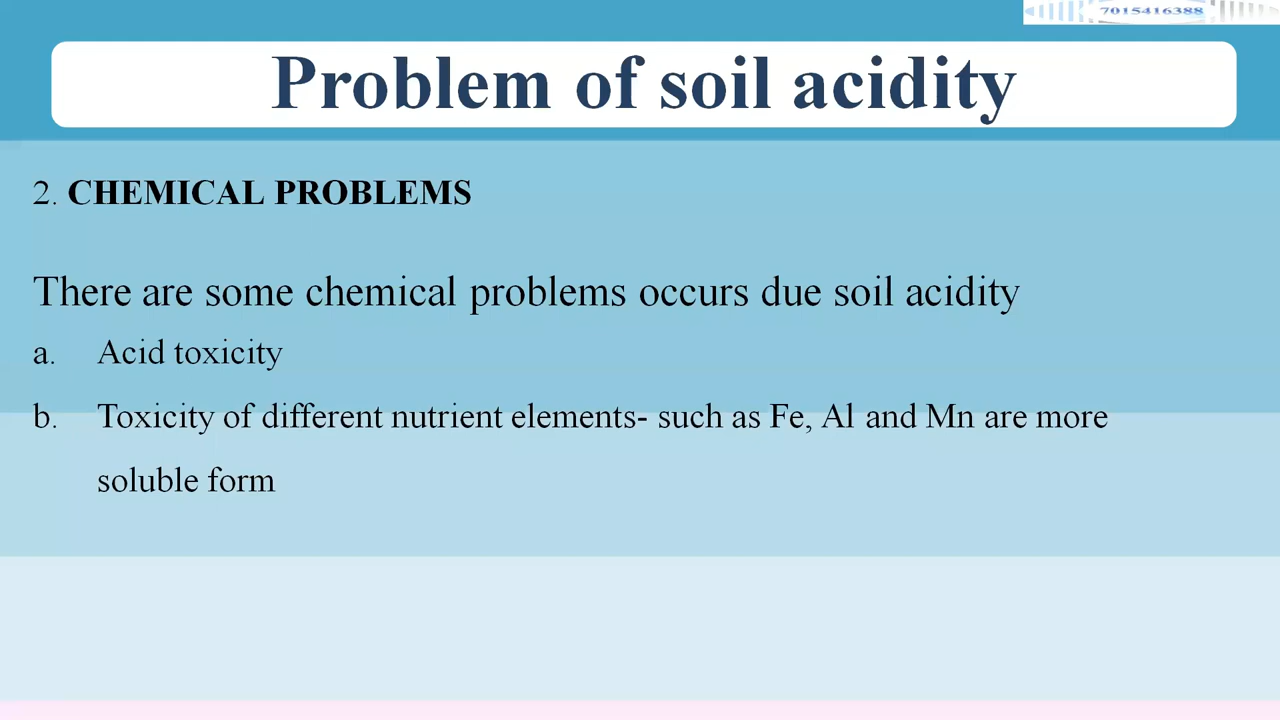 7015416388
Problem of soil acidity
2. CHEMICAL PROBLEMS
There are some chemical problems occurs due soil acidity
a. Acid toxicity
b. Toxicity of different nutrient elements- such as Fe, Al and Mn are more
soluble form